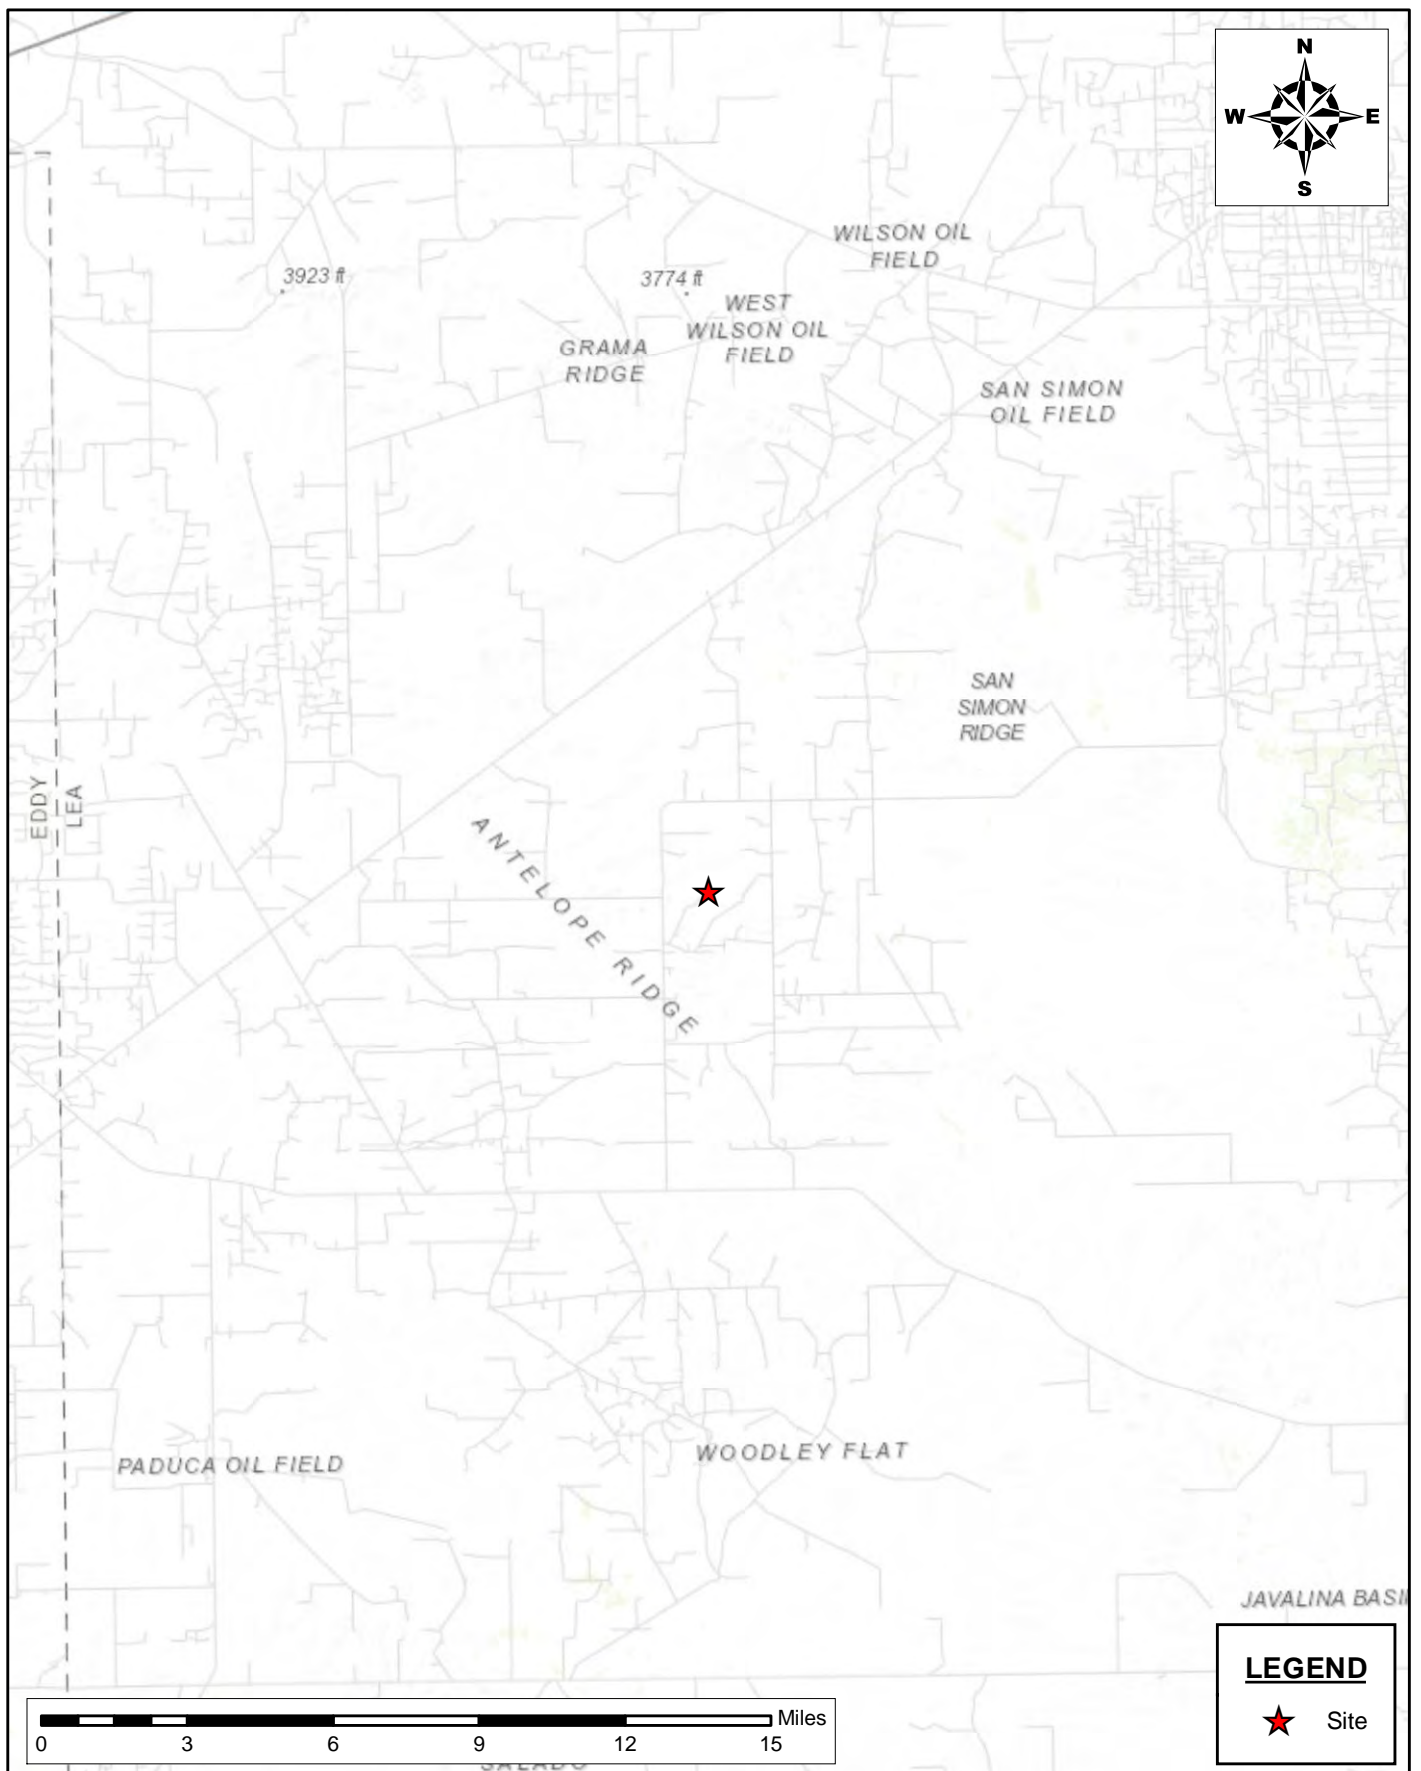 N
W E
S
WILSON OIL
FIELD
3923 ft
3774 ft
WEST
WILSON OIL
FIELD
GRAMA
RIDGE
SAN SIMON
OIL FIELD
SAN
SIMON
RIDGE
EDDY
LEA
ANTELOPE RIDGE
PADUCA OIL FIELD
WOODLEY FLAT
JAVALINA BASI
LEGEND
Site
Miles
0 3 6 9 12 15